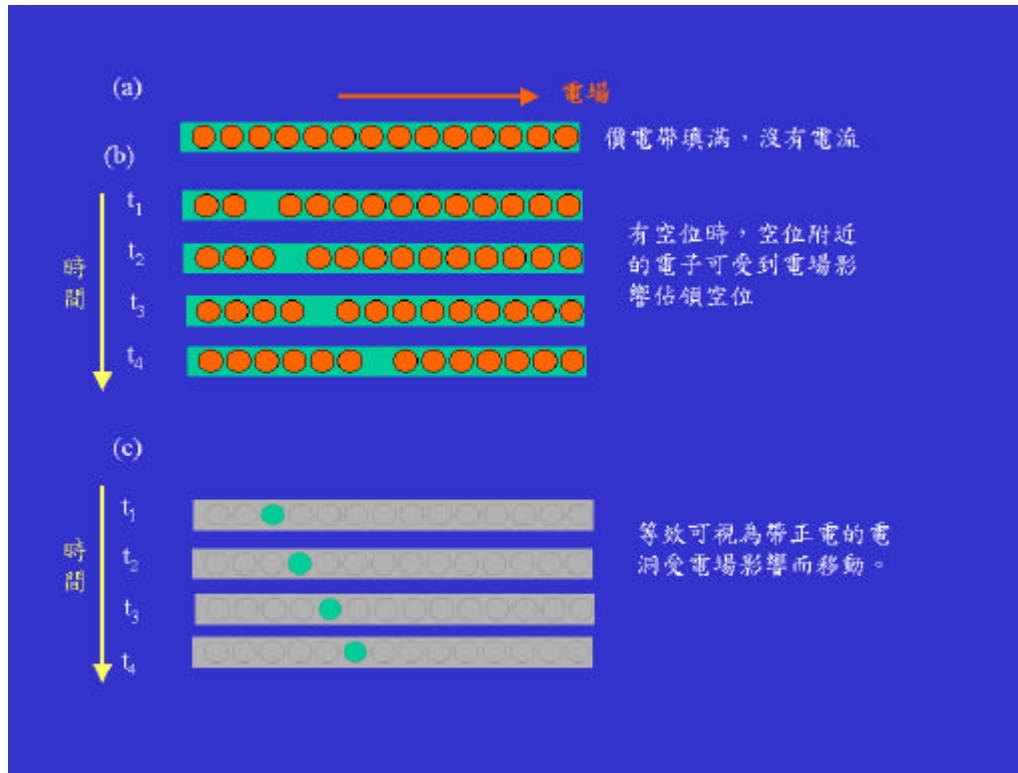 (a)
電場
價電帶填滿，沒有電流
(b)
t1
t2
t3
t4
時
間
有空位時，空位附近
的電子可受到電場影
響佔領空位
(c)
t1
t2
t3
t4
時
間
等效可視為帶正電的電
洞受電場影響而移動。